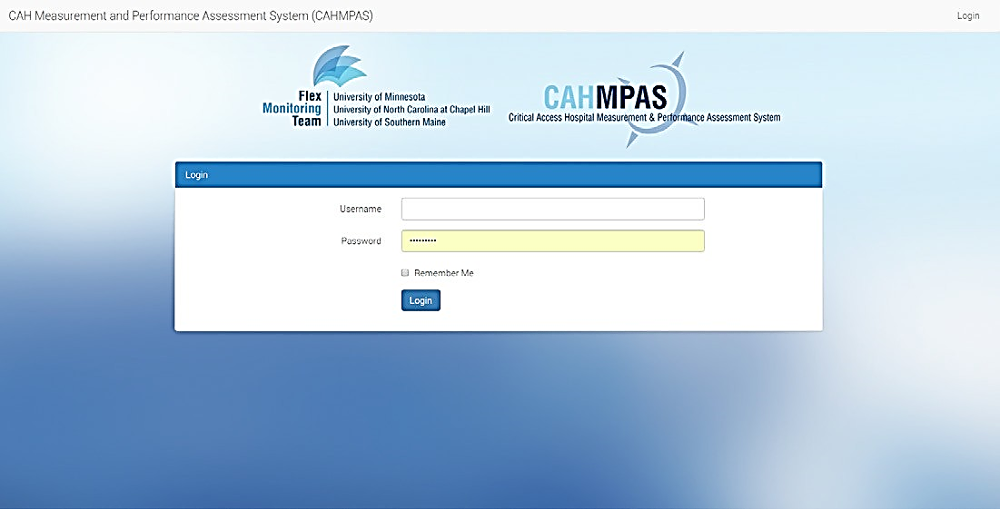 CAH Measurement and Performance Assessment System (CAHMPAS)
Login
Flex
Monitoring
Team
University of Minnesota
University of North Carolina at Chapel Hill
University of Southern Maine
CAHMPAS
Critical Access Hospital Measurement & Performance Assessment System
Login
Username
Password
•••••••••
Remember Me
Login